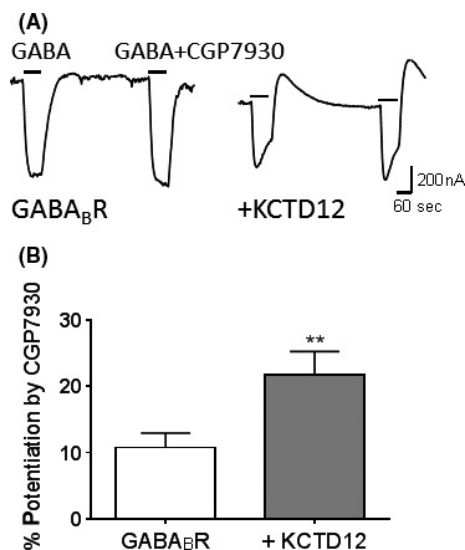 (A)
GABA GABA+CGP7930
200nA
60 sec
GABABR +KCTD12
(B)
% Potentiation by CGP7930
30
20
10
0
**
GABABR + KCTD12